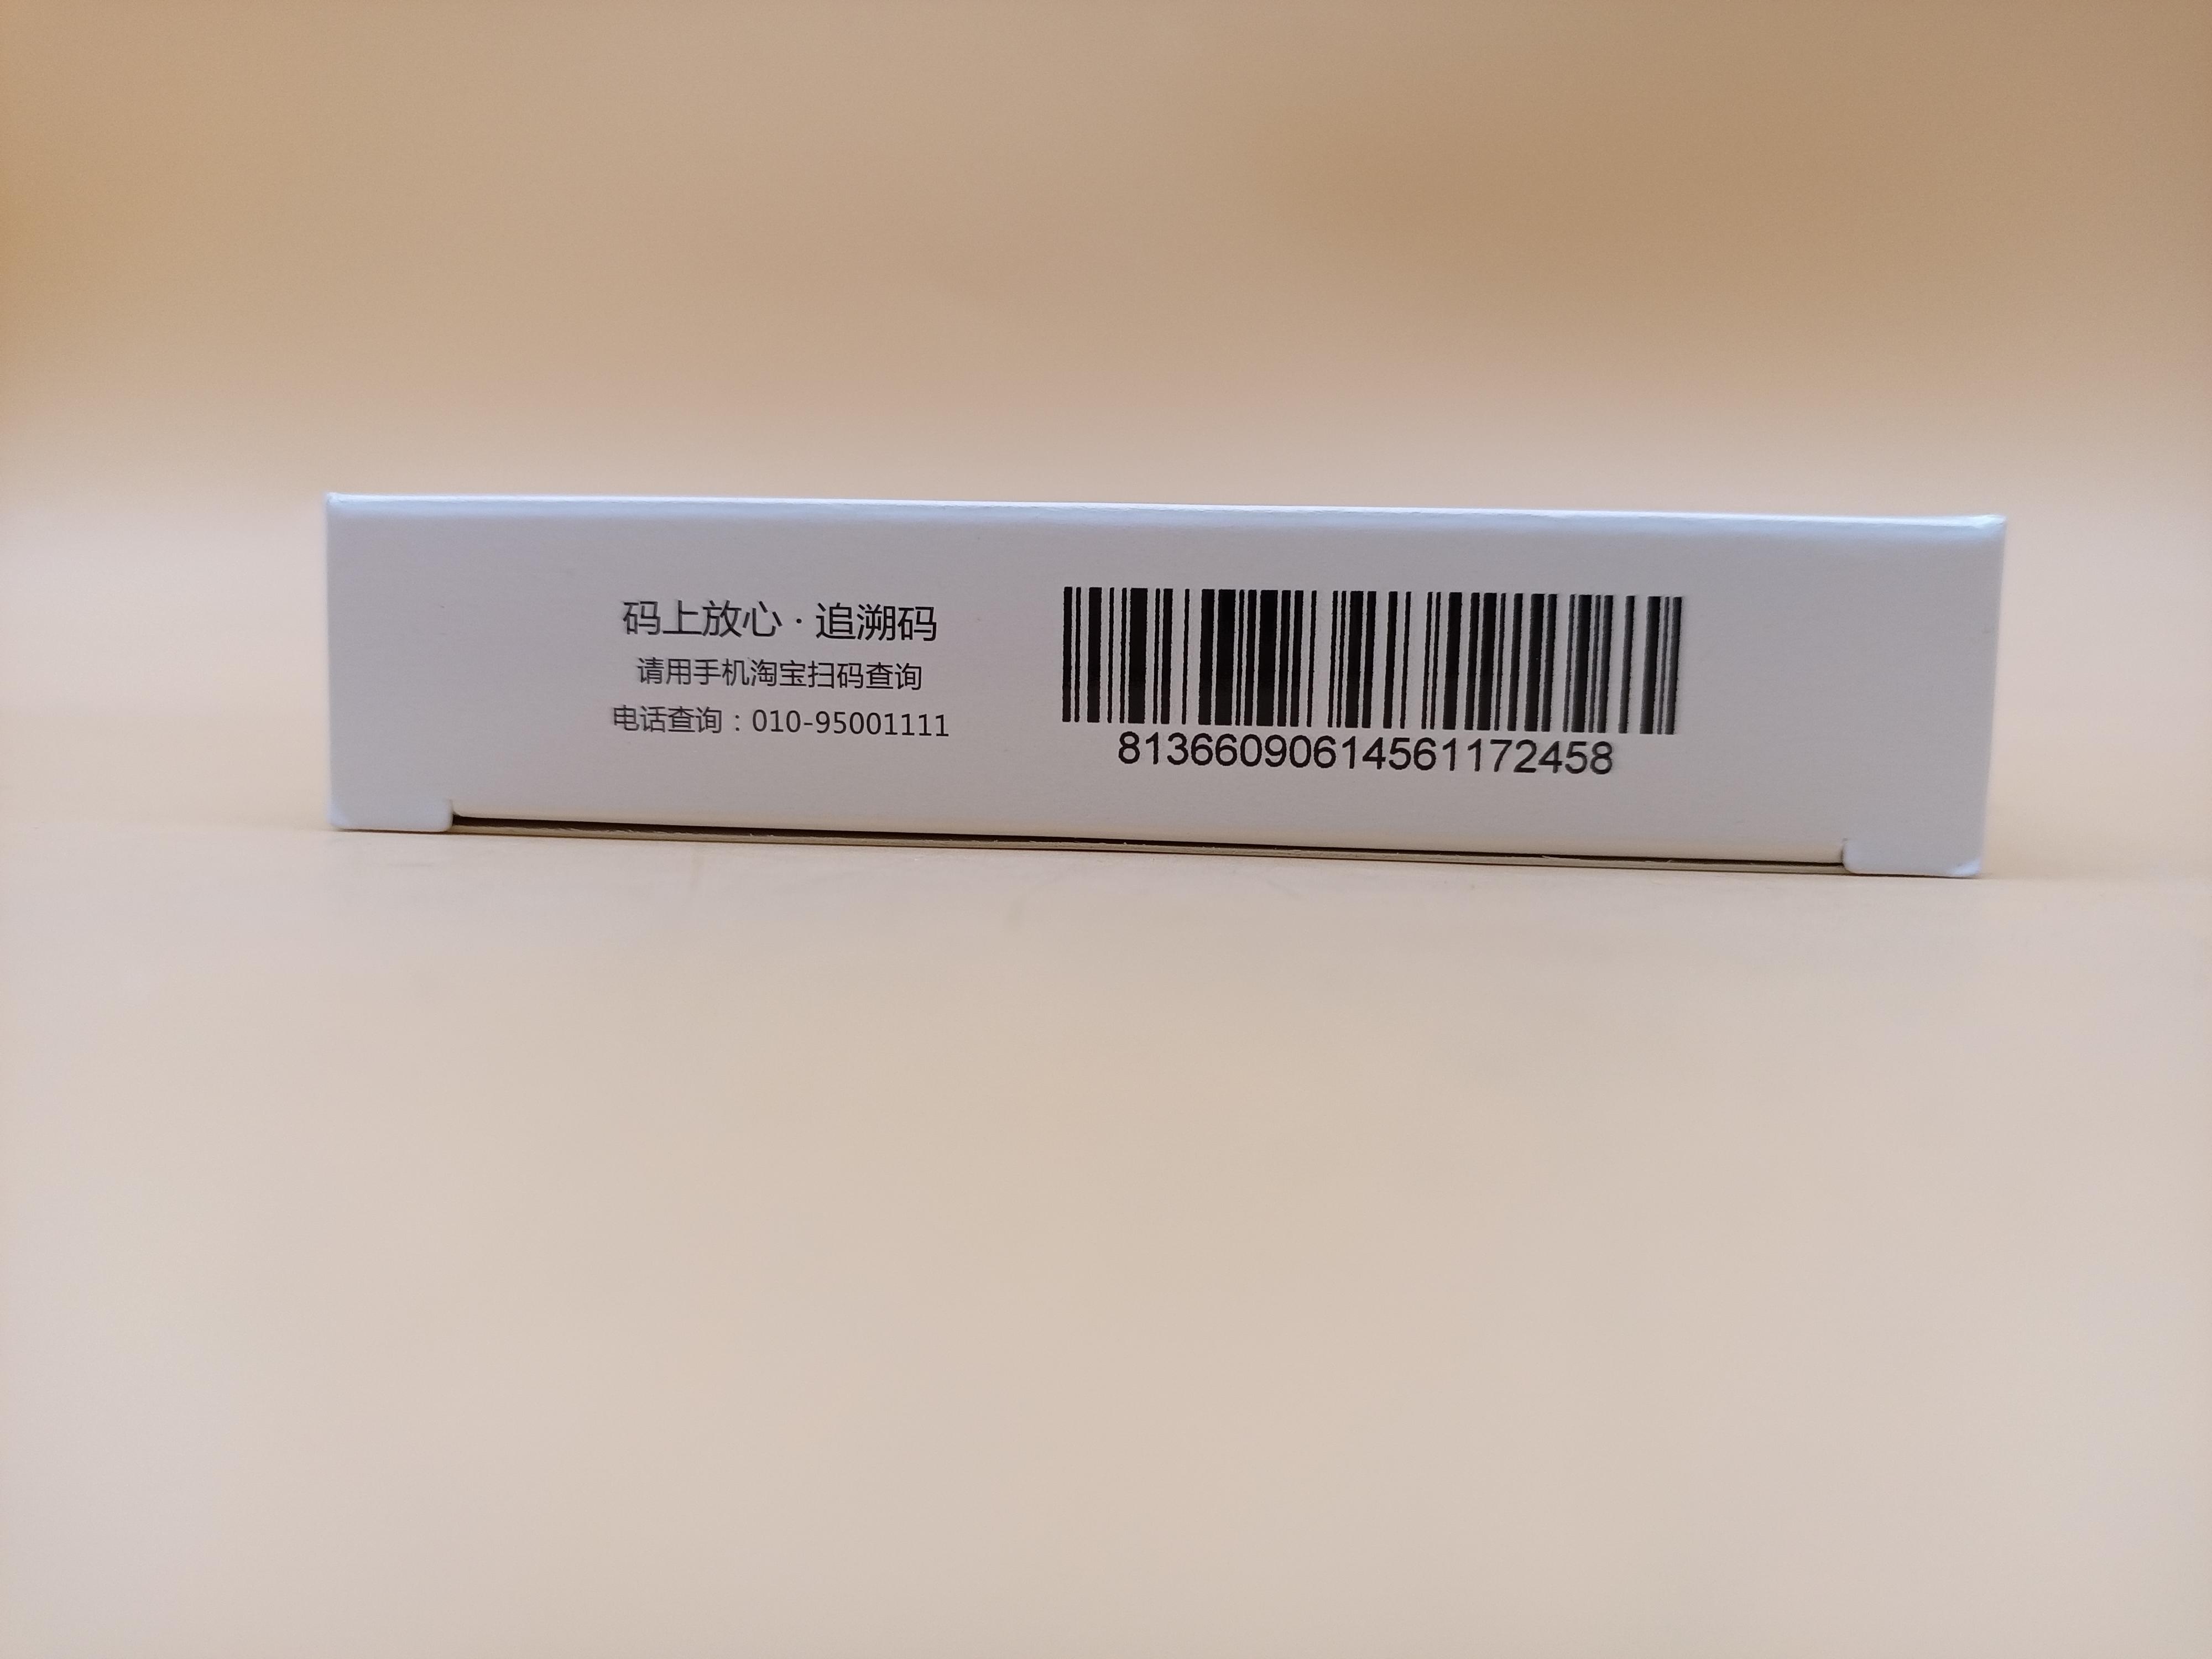 码上放心·追溯码
请用手机淘宝扫码查询
电话查询：010-95001111
81366090614561172458